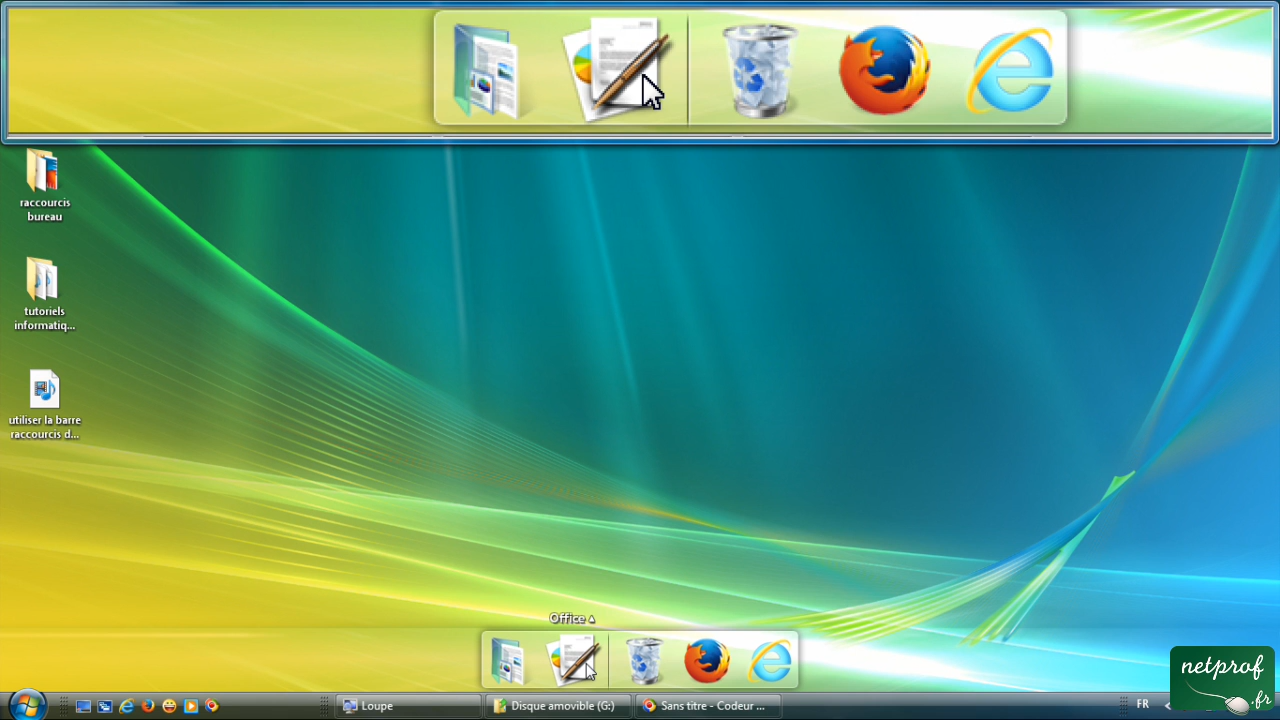 raccourcis
bureau
tutoriels
informatiq...
utiliser la barre
raccourcis d...
Office
Loupe
Disque amovible (G:)
Sans titre - Codeur ...
FR
netprof
.fr